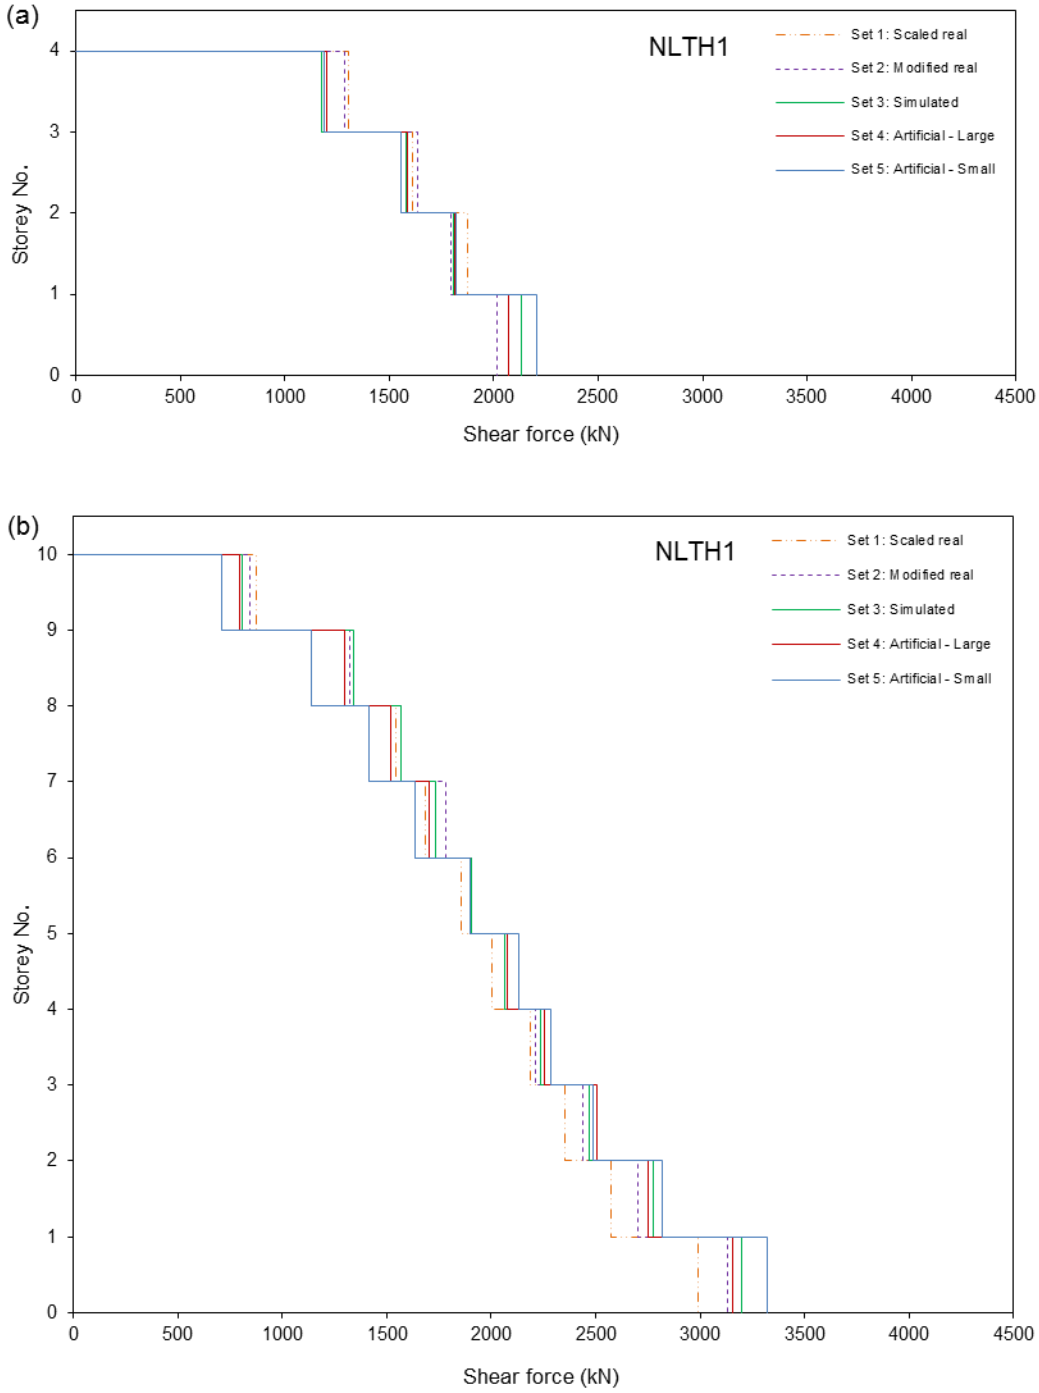 (a)
NLTH1
Set 1: Scaled real
Set 2: Modified real
Set 3: Simulated
Set 4: Artificial - Large
Set 5: Artificial - Small
Storey No.
4
3
2
1
0
0 500 1000 1500 2000 2500 3000 3500 4000 4500
Shear force (kN)
(b)
NLTH1
Set 1: Scaled real
Set 2: Modified real
Set 3: Simulated
Set 4: Artificial - Large
Set 5: Artificial - Small
Storey No.
10
9
8
7
6
5
4
3
2
1
0
0 500 1000 1500 2000 2500 3000 3500 4000 4500
Shear force (kN)